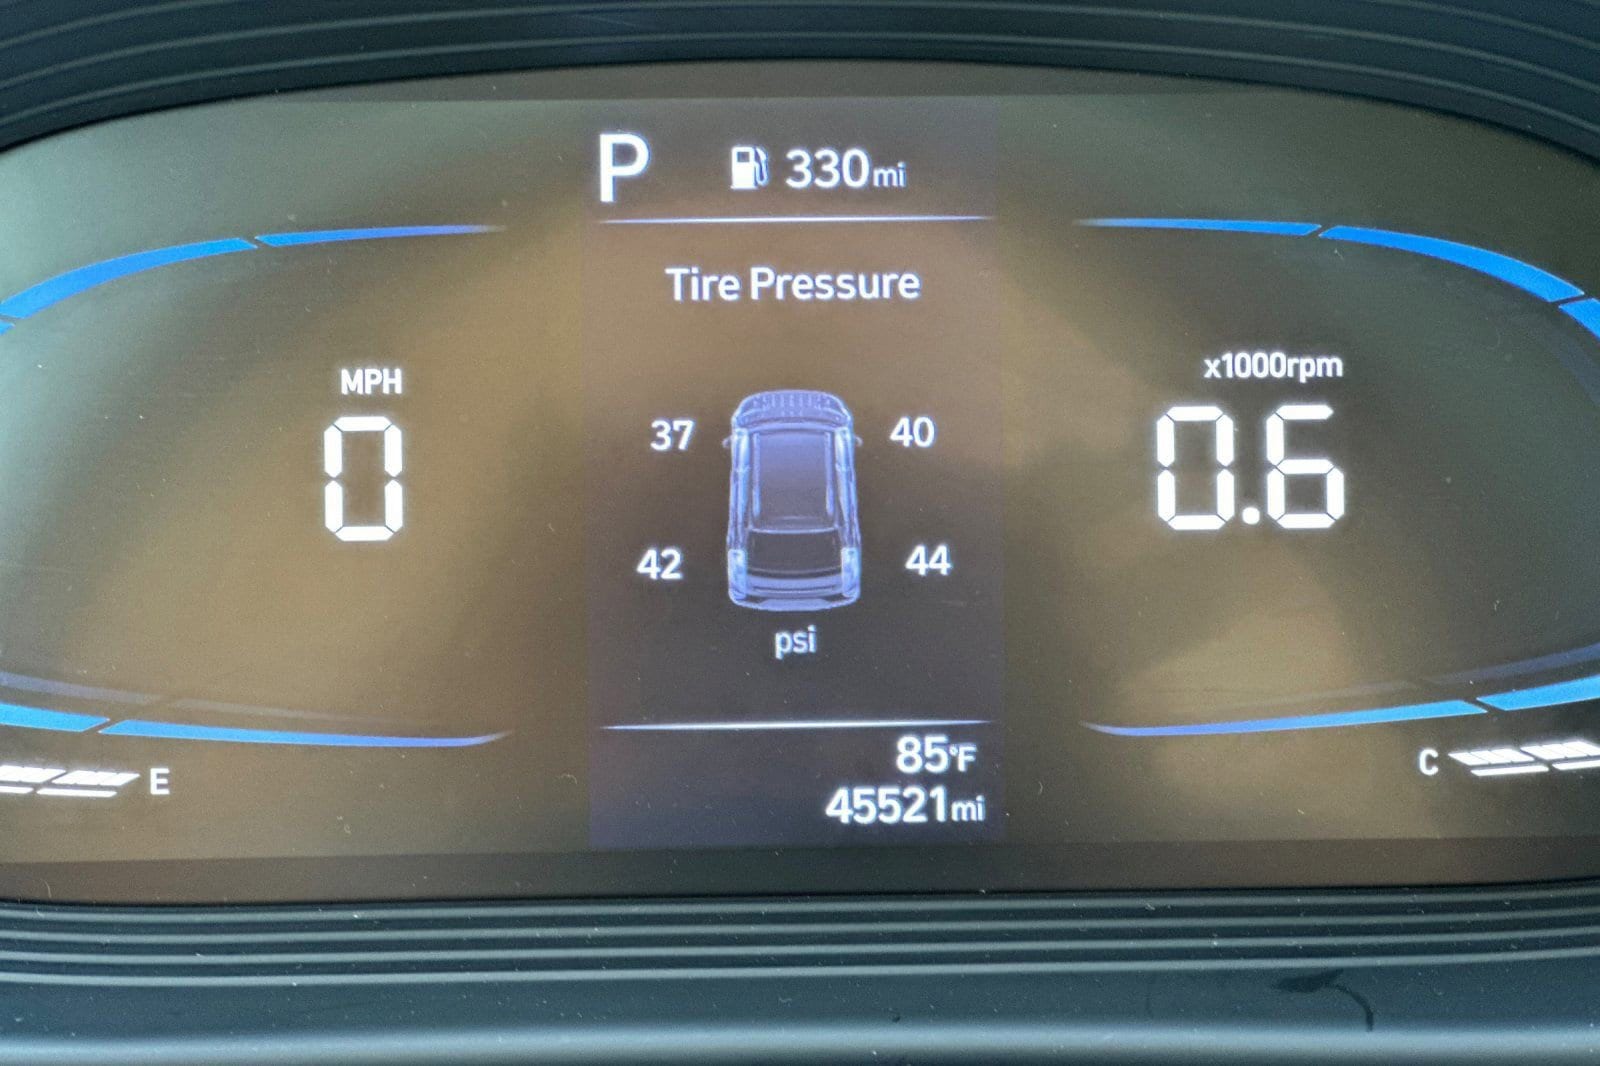 P 330mi
Tire Pressure
MPH
0
37 40
42 44
psi
x1000rpm
0.6
E
85°F
45521mi
C